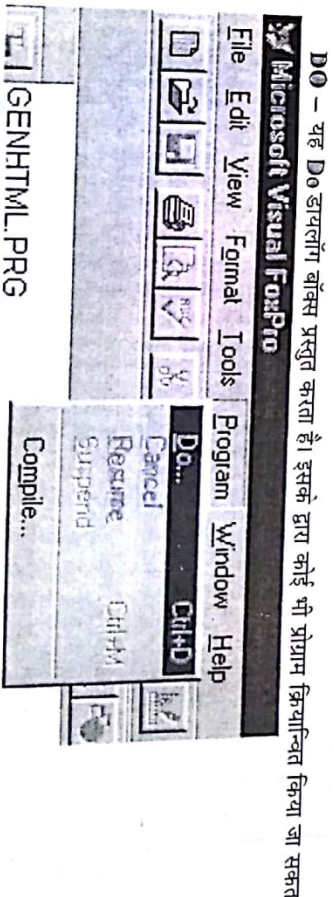 DO – यह Do डायलॉग बॉक्स प्रस्तुत करता है। इसके द्वारा कोई भी प्रोग्राम क्रियान्वित किया जा सकत
Microsoft Visual FoxPro
File Edit View Format Tools Program Window Help
Do... Ctrl+D
Cancel
Resume Ctrl+M
Suspend
Compile...
GENHTML.PRG